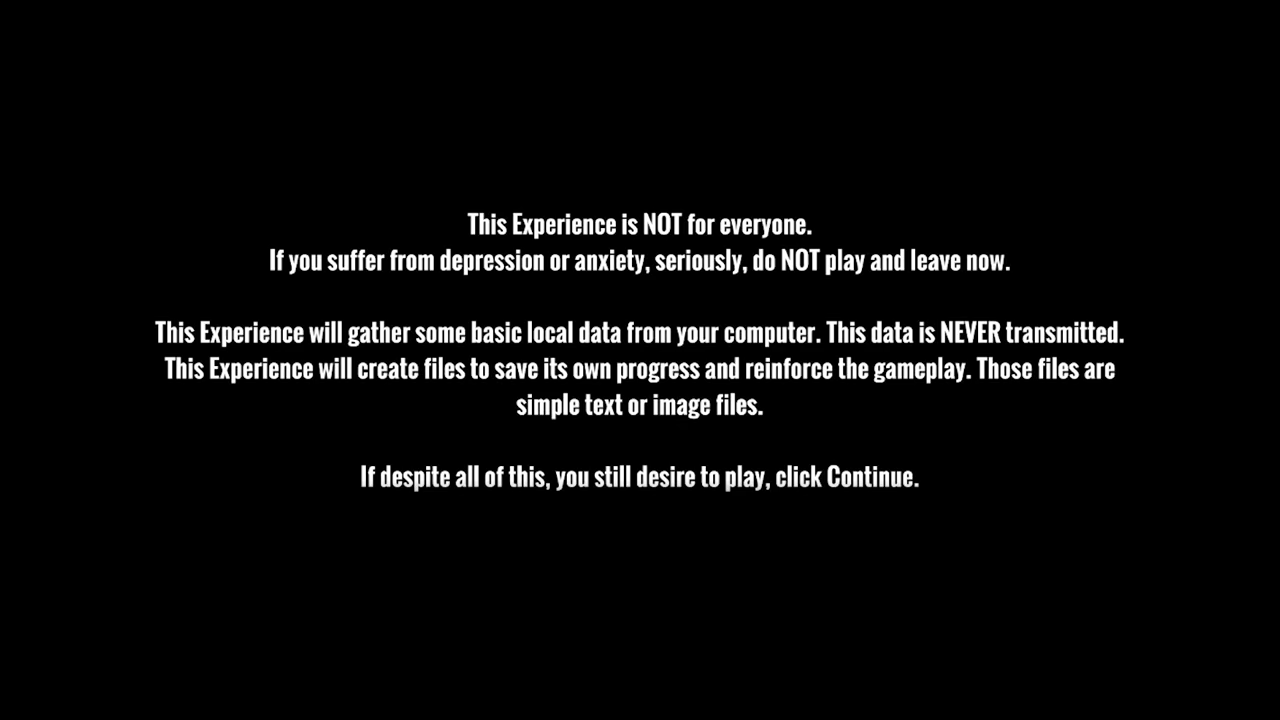 This Experience is NOT for everyone.
If you suffer from depression or anxiety, seriously, do NOT play and leave now.
This Experience will gather some basic local data from your computer. This data is NEVER transmitted.
This Experience will create files to save its own progress and reinforce the gameplay. Those files are
simple text or image files.
If despite all of this, you still desire to play, click Continue.